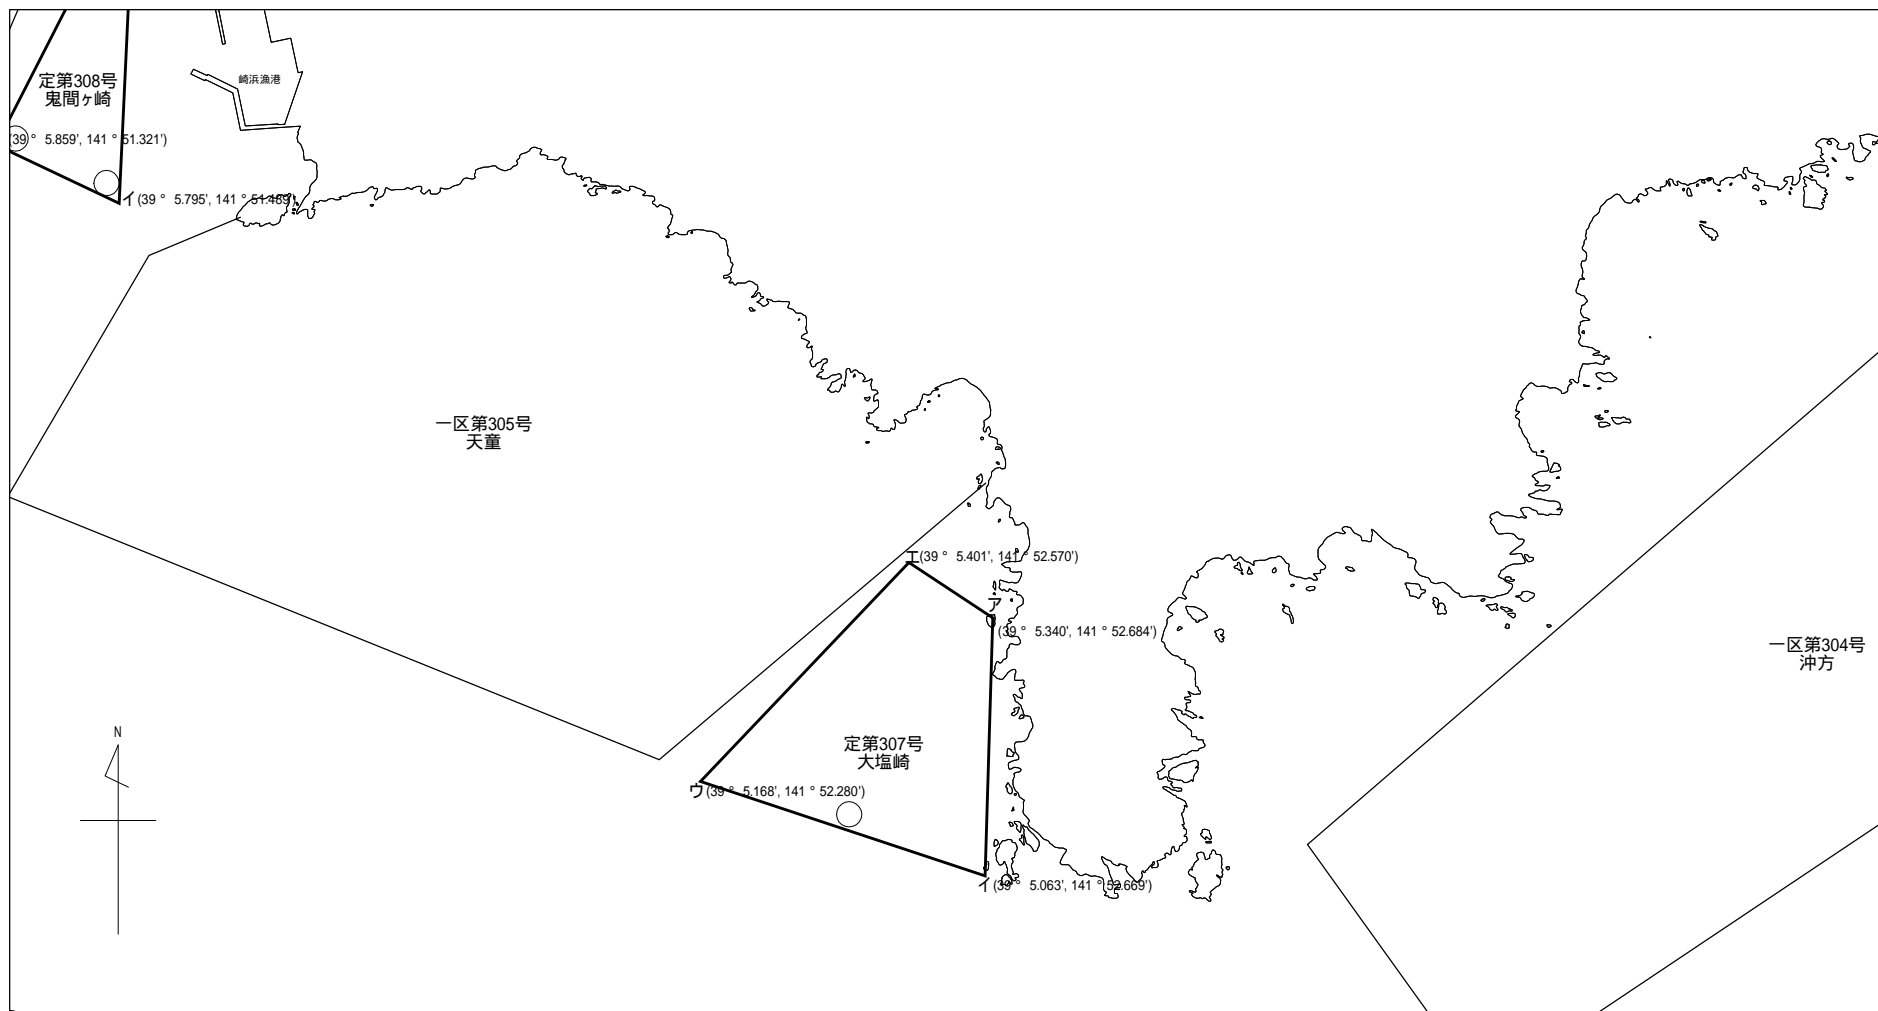 定第308号
鬼間ヶ崎
崎浜漁港
(39° 5.859', 141° 51.321')
イ(39° 5.795', 141° 51.489')
一区第305号
天童
エ(39° 5.401', 141° 52.570')
ア
(39° 5.340', 141° 52.684')
一区第304号
沖方
N
定第307号
大塩崎
ウ(39° 5.168', 141° 52.280')
イ(39° 5.063', 141° 52.669')